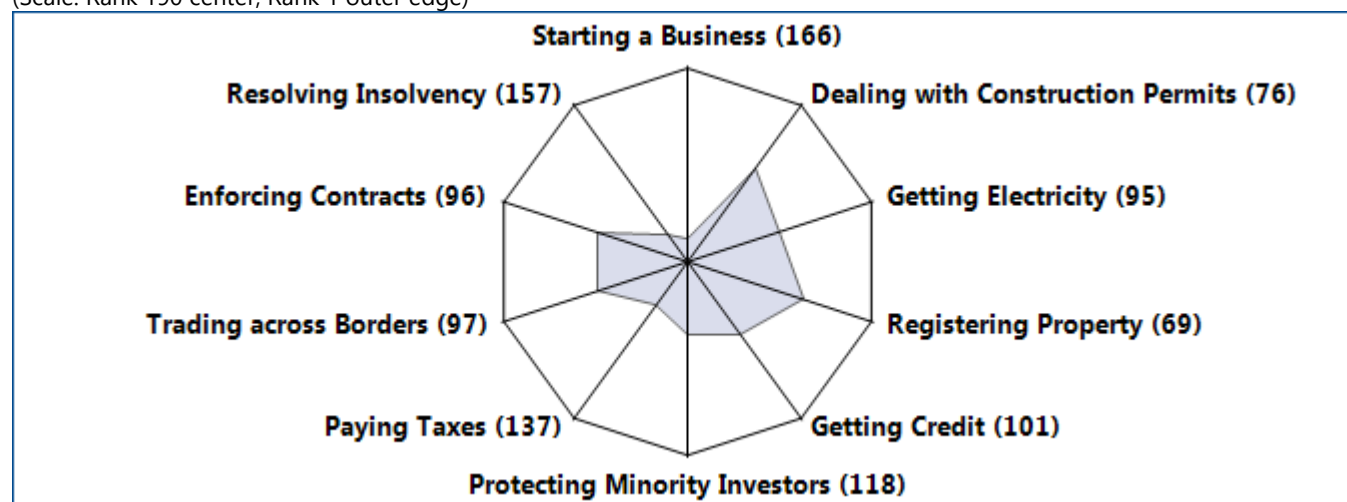 (Scale: Rank 190 center, Rank 1 outer edge)
Starting a Business (166)
Resolving Insolvency (157)
Dealing with Construction Permits (76)
Enforcing Contracts (96)
Getting Electricity (95)
Trading across Borders (97)
Registering Property (69)
Paying Taxes (137)
Getting Credit (101)
Protecting Minority Investors (118)